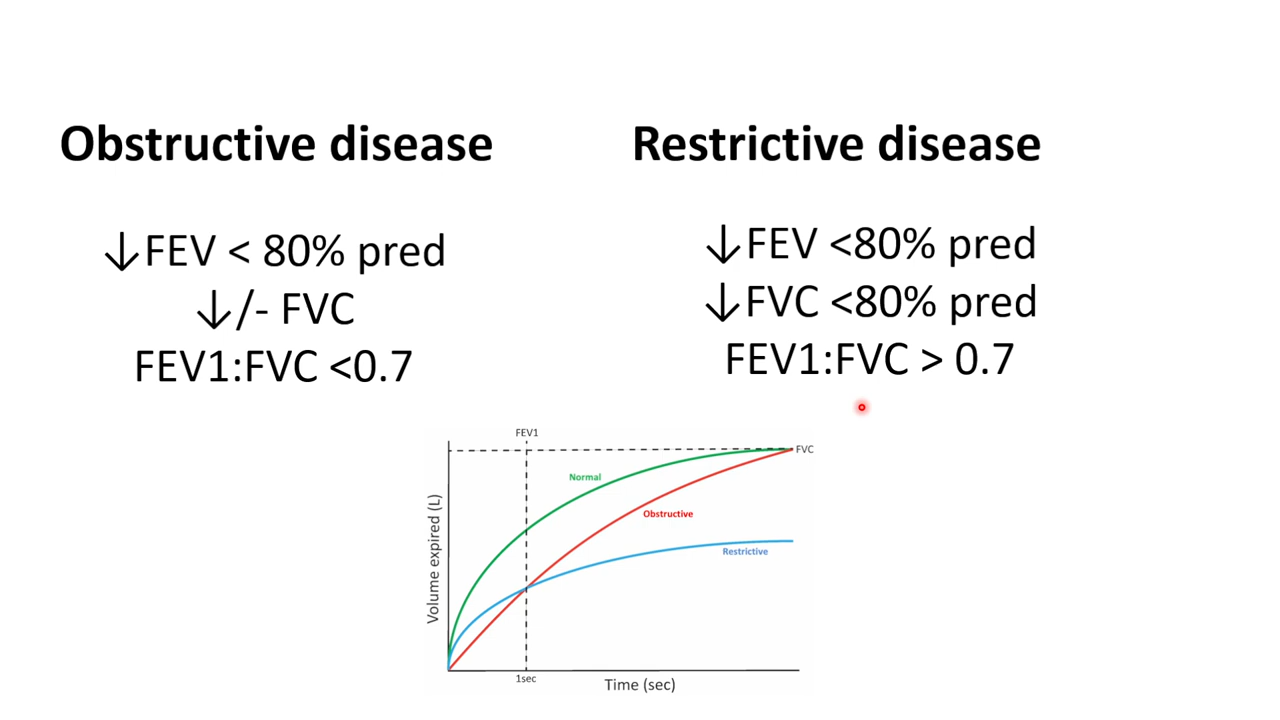 Obstructive disease
↓FEV < 80% pred
↓/- FVC
FEV1:FVC <0.7
Restrictive disease
↓FEV <80% pred
↓FVC <80% pred
FEV1:FVC > 0.7
FEV1
FVC
Normal
Obstructive
Restrictive
Volume expired (L)
1sec
Time (sec)